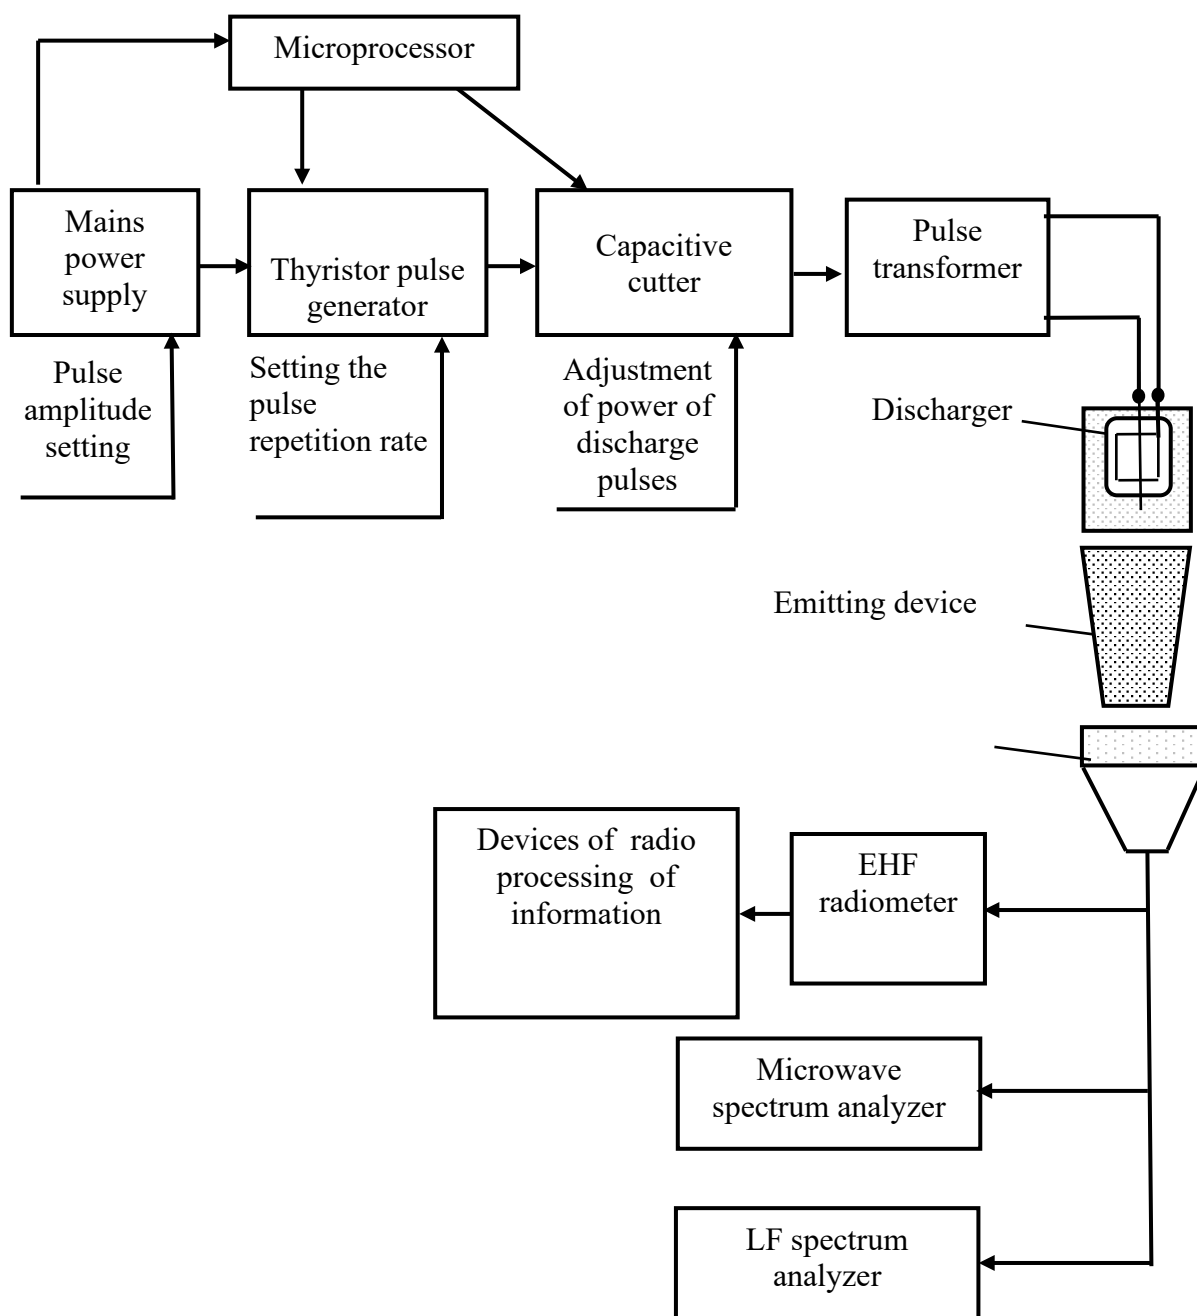 Microprocessor
Mains
power
supply
Thyristor pulse
generator
Capacitive
cutter
Pulse
transformer
Pulse
amplitude
setting
Setting the
pulse
repetition rate
Adjustment
of power of
discharge
pulses
Discharger
Emitting device
Devices of radio
processing of
information
EHF
radiometer
Microwave
spectrum analyzer
LF spectrum
analyzer